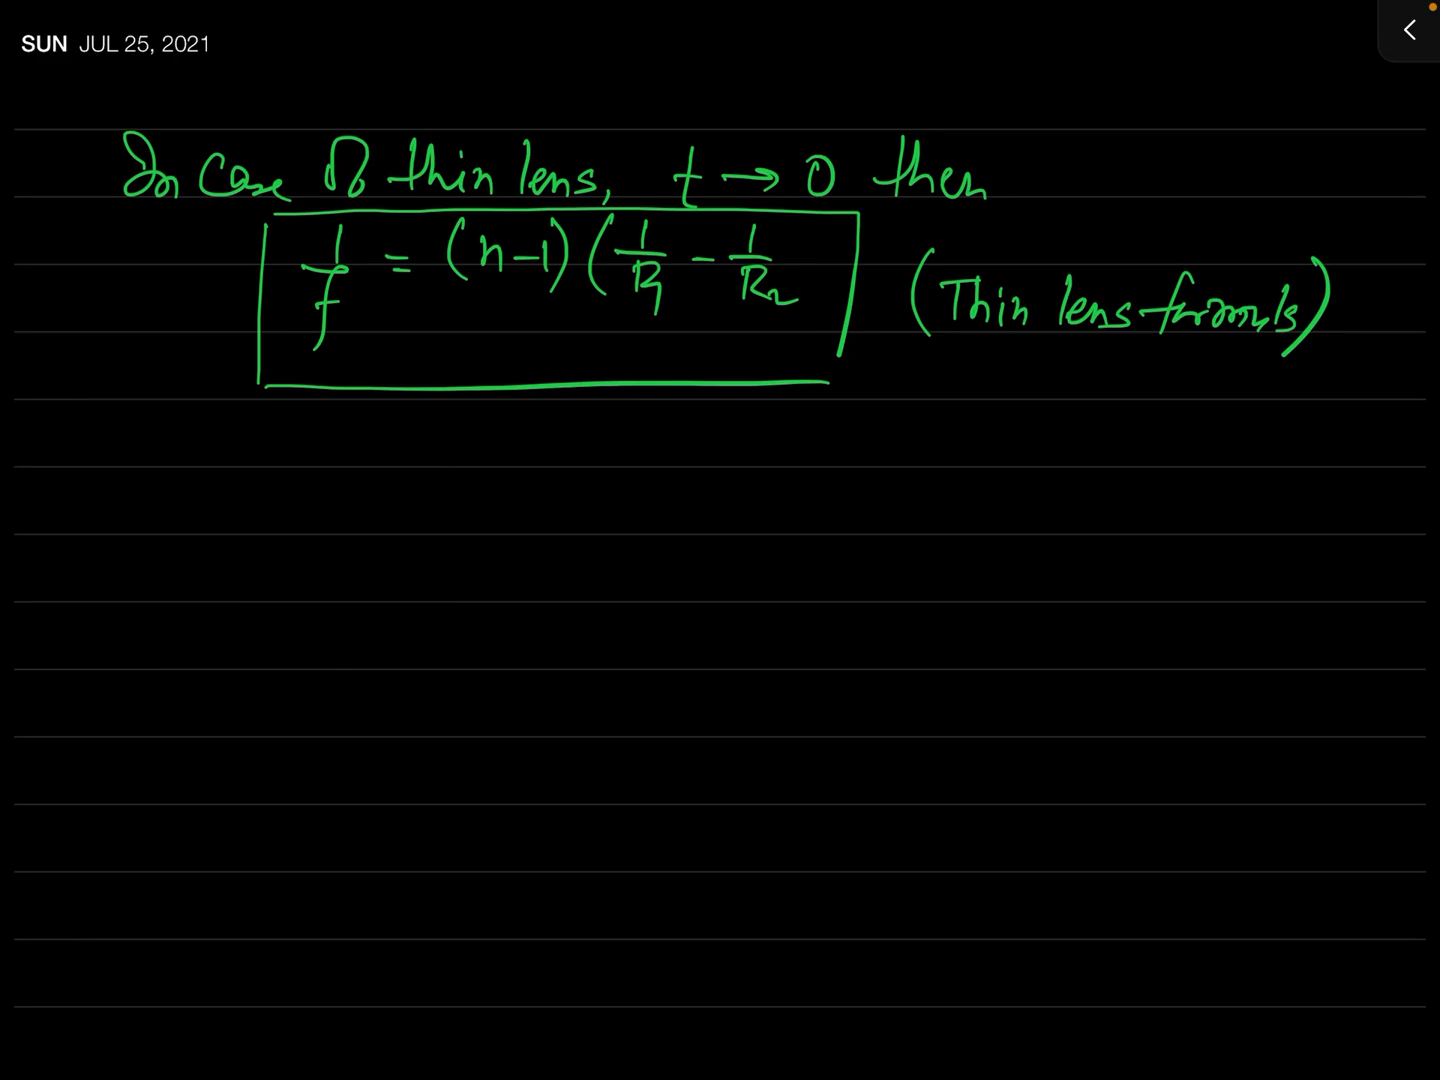 SUN JUL 25, 2021
In case of thin lens, t → 0 then
1/f = (n-1)(1/R₁ - 1/R₂
(Thin lens formula)